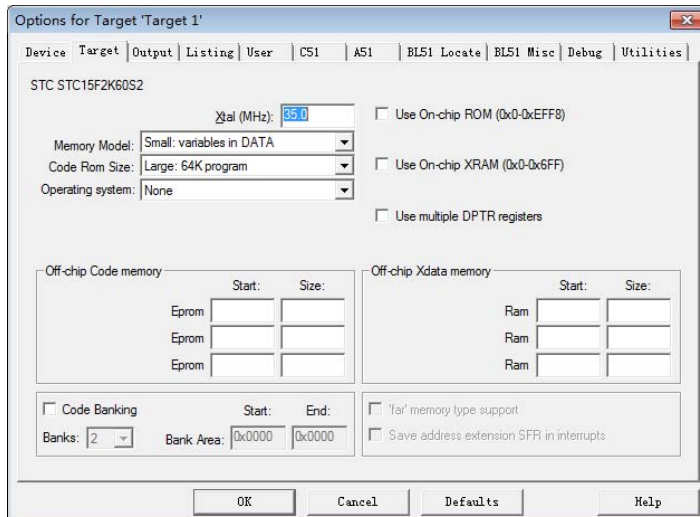 Options for Target 'Target 1'
Device Target Output Listing User C51 A51 BL51 Locate BL51 Misc Debug Utilities
STC STC15F2K60S2
Xtal (MHz): 35.0
Use On-chip ROM (0x0-0xEFF8)
Memory Model: Small: variables in DATA
Code Rom Size: Large: 64K program
Use On-chip XRAM (0x0-0x6FF)
Operating system: None
Use multiple DPTR registers
Off-chip Code memory
Start: Size:
Eprom
Eprom
Eprom
Off-chip Xdata memory
Start: Size:
Ram
Ram
Ram
Code Banking Start: End:
Banks: 2 Bank Area: 0x0000 0x0000
'far' memory type support
Save address extension SFR in interrupts
OK Cancel Defaults Help